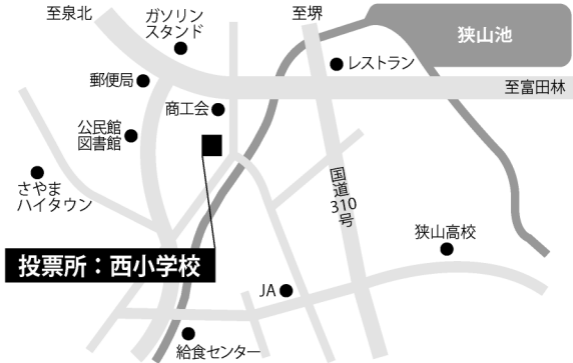 至泉北
ガソリン
スタンド
至堺
狭山池
レストラン
郵便局
至富田林
商工会
公民館
図書館
さやま
ハイタウン
国道310号
狭山高校
投票所：西小学校
JA
給食センター